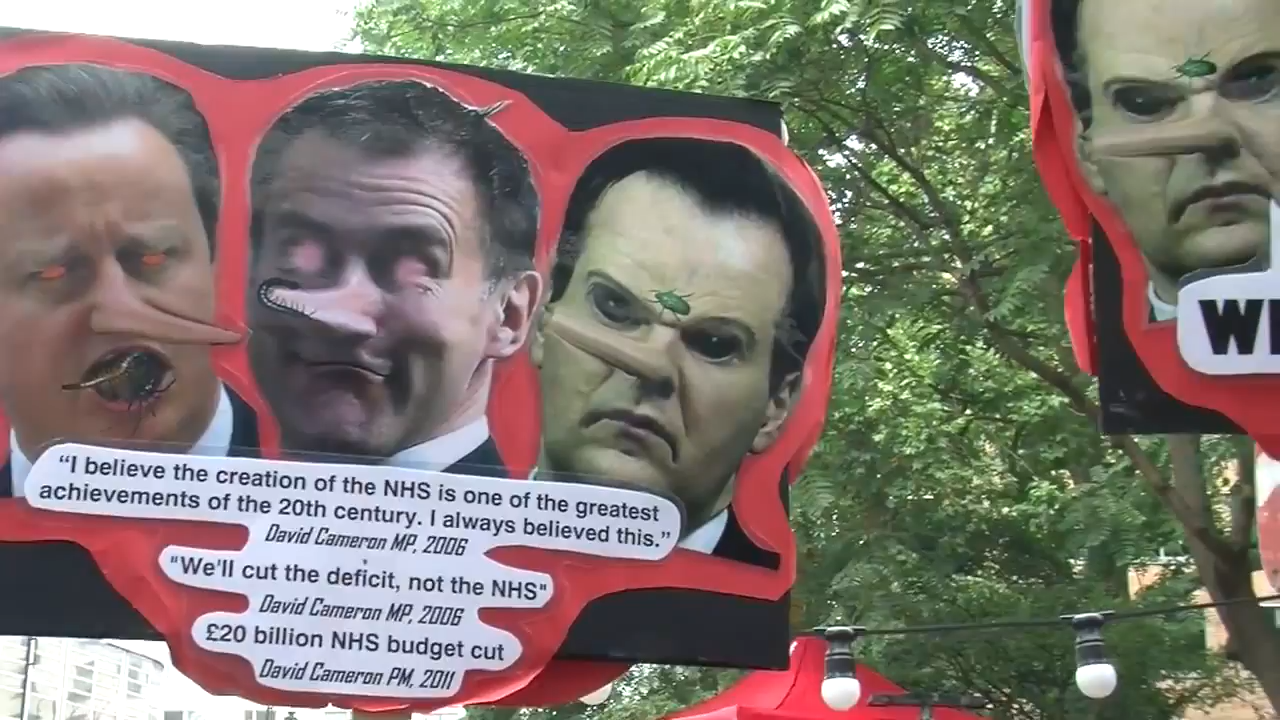 “I believe the creation of the NHS is one of the greatest
achievements of the 20th century. I always believed this.”
David Cameron MP, 2006
"We'll cut the deficit, not the NHS"
David Cameron MP, 2006
£20 billion NHS budget cut
David Cameron PM, 2011